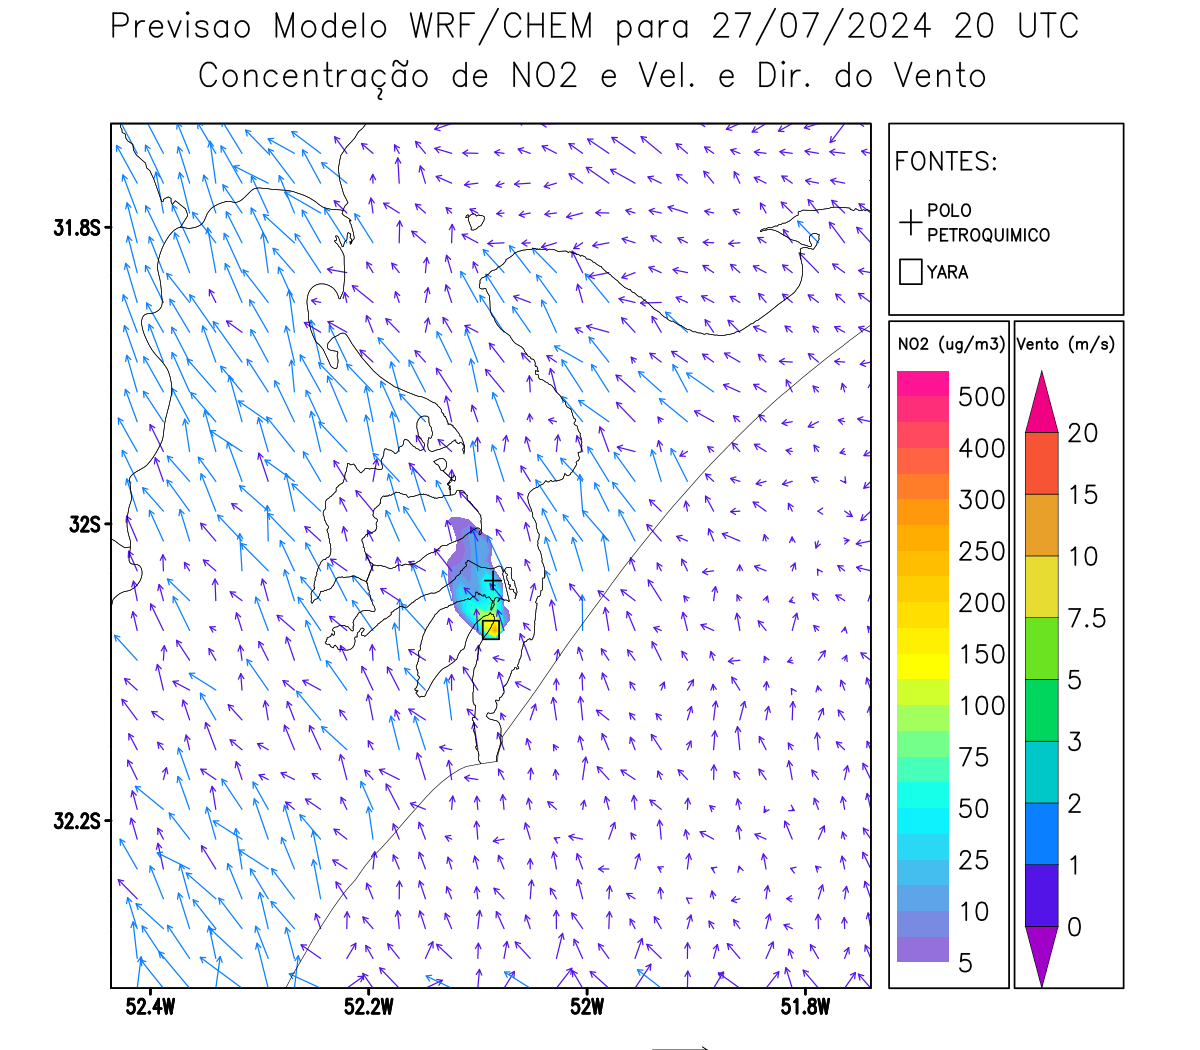 Previsao Modelo WRF/CHEM para 27/07/2024 20 UTC
Concentração de NO2 e Vel. e Dir. do Vento
FONTES:
POLO
PETROQUIMICO
YARA
NO2 (ug/m3)
500
400
300
250
200
150
100
75
50
25
10
5
Vento (m/s)
20
15
10
7.5
5
3
2
1
0
31.8S
32S
32.2S
52.4W
52.2W
52W
51.8W